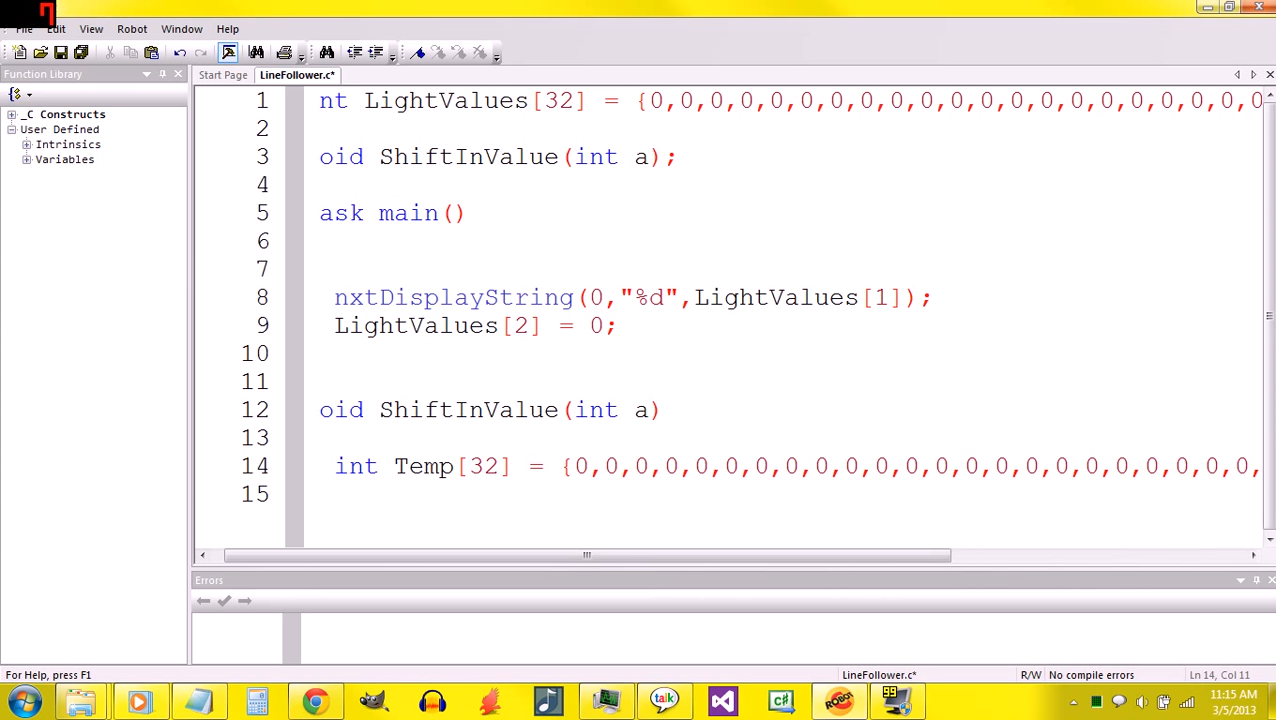 File Edit View Robot Window Help
Function Library
Start Page LineFollower.c*
_C Constructs
User Defined
Intrinsics
Variables
1 nt LightValues[32] = {0,0,0,0,0,0,0,0,0,0,0,0,0,0,0,0,0,0,0,0,0
2
3 oid ShiftInValue(int a);
4
5 ask main()
6
7
8 nxtDisplayString(0,"%d",LightValues[1]);
9 LightValues[2] = 0;
10
11
12 oid ShiftInValue(int a)
13
14 int Temp[32] = {0,0,0,0,0,0,0,0,0,0,0,0,0,0,0,0,0,0,0,0,0,0,0,
15
Errors
For Help, press F1 LineFollower.c* R/W No compile errors Ln 14, Col 11
ROBOT 99 talk C#
11:15 AM
3/5/2013